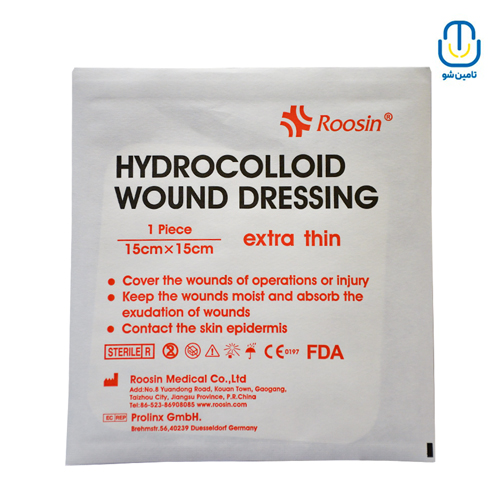 تامین‌شو
Roosin®
HYDROCOLLOID
WOUND DRESSING
1 Piece
15cm×15cm
extra thin
Cover the wounds of operations or injury
Keep the wounds moist and absorb the
exudation of wounds
Contact the skin epidermis
STERILE R 2 CE 0197 FDA
Roosin Medical Co.,Ltd
Add:No.8 Yuandong Road, Kouan Town, Gaogang,
Taizhou City, Jiangsu Province, P.R.China
Tel:86-523-86908085 www.roosin.com
EC REP Prolinx GmbH.
Brehmstr.56,40239 Duesseldorf Germany